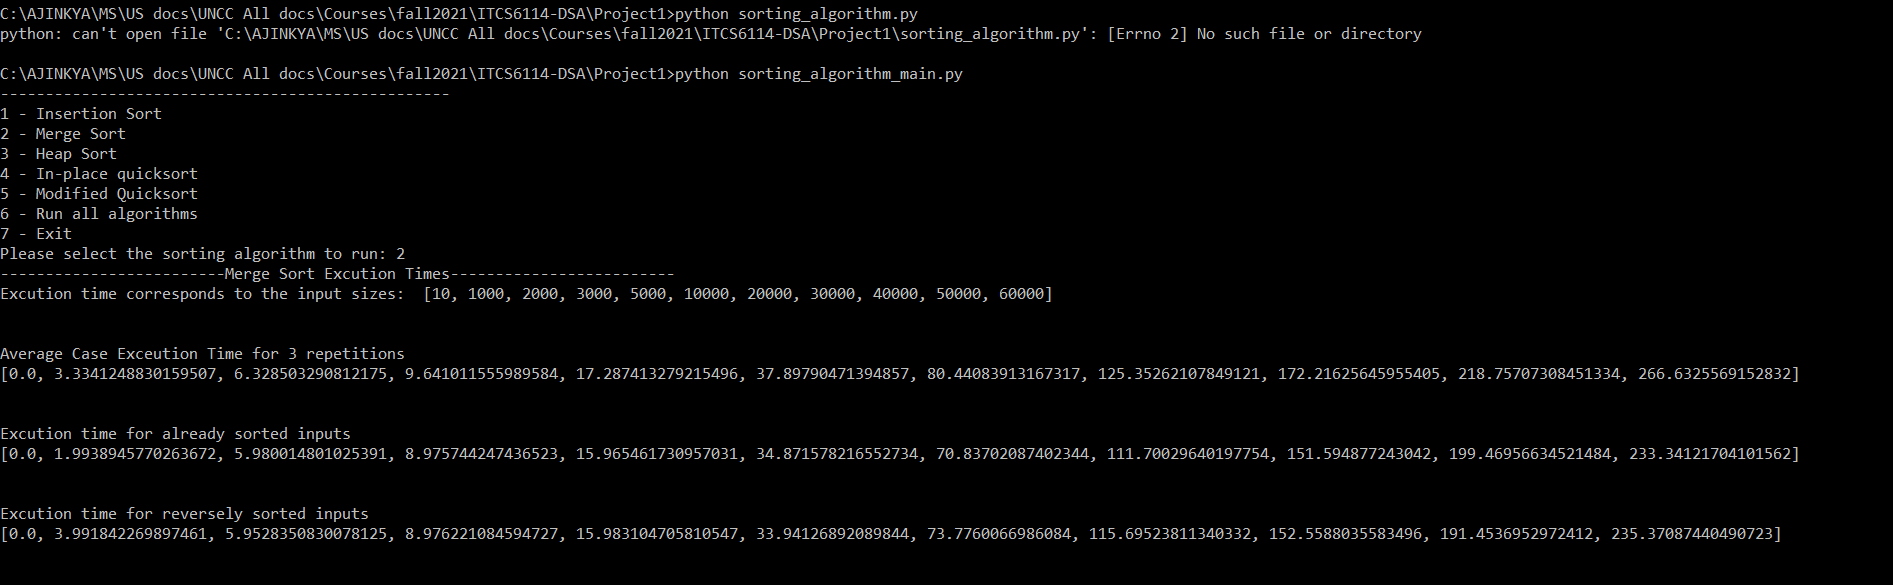 C:\AJINKYA\MS\US docs\UNCC All docs\Courses\fall2021\ITCS6114-DSA\Project1>python sorting_algorithm.py
python: can't open file 'C:\AJINKYA\MS\US docs\UNCC All docs\Courses\fall2021\ITCS6114-DSA\Project1\sorting_algorithm.py': [Errno 2] No such file or directory
C:\AJINKYA\MS\US docs\UNCC All docs\Courses\fall2021\ITCS6114-DSA\Project1>python sorting_algorithm_main.py
--------------------------------------------------
1 - Insertion Sort
2 - Merge Sort
3 - Heap Sort
4 - In-place quicksort
5 - Modified Quicksort
6 - Run all algorithms
7 - Exit
Please select the sorting algorithm to run: 2
-------------------------Merge Sort Excution Times-------------------------
Excution time corresponds to the input sizes:  [10, 1000, 2000, 3000, 5000, 10000, 20000, 30000, 40000, 50000, 60000]
Average Case Exceution Time for 3 repetitions
[0.0, 3.3341248830159507, 6.328503290812175, 9.641011555989584, 17.287413279215496, 37.89790471394857, 80.44083913167317, 125.35262107849121, 172.21625645955405, 218.75707308451334, 266.6325569152832]
Excution time for already sorted inputs
[0.0, 1.9938945770263672, 5.980014801025391, 8.975744247436523, 15.965461730957031, 34.871578216552734, 70.83702087402344, 111.70029640197754, 151.594877243042, 199.46956634521484, 233.34121704101562]
Excution time for reversely sorted inputs
[0.0, 3.991842269897461, 5.9528350830078125, 8.976221084594727, 15.983104705810547, 33.94126892089844, 73.7760066986084, 115.69523811340332, 152.5588035583496, 191.4536952972412, 235.37087440490723]